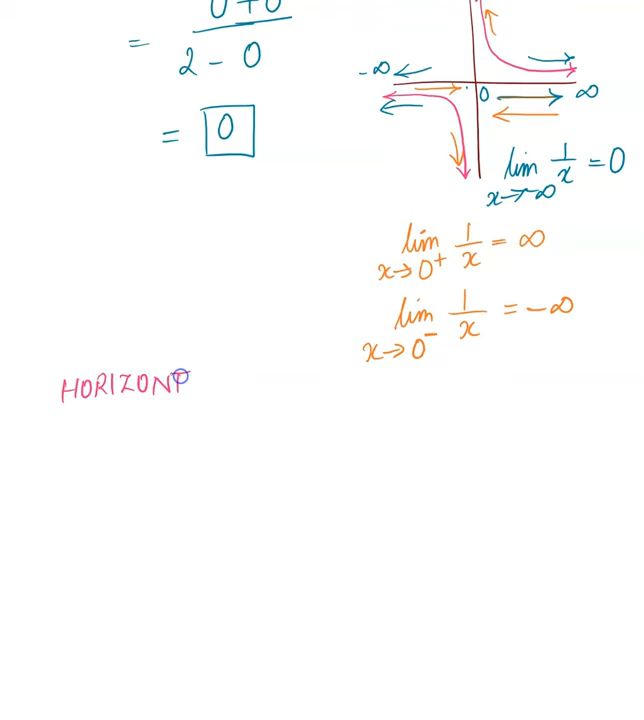 0 + 0
= ―――
2 - 0
= 0
-∞ 0 ∞
lim 1/x = 0
x→-∞
lim 1/x = ∞
x→0⁺
lim 1/x = -∞
x→0⁻
HORIZONT